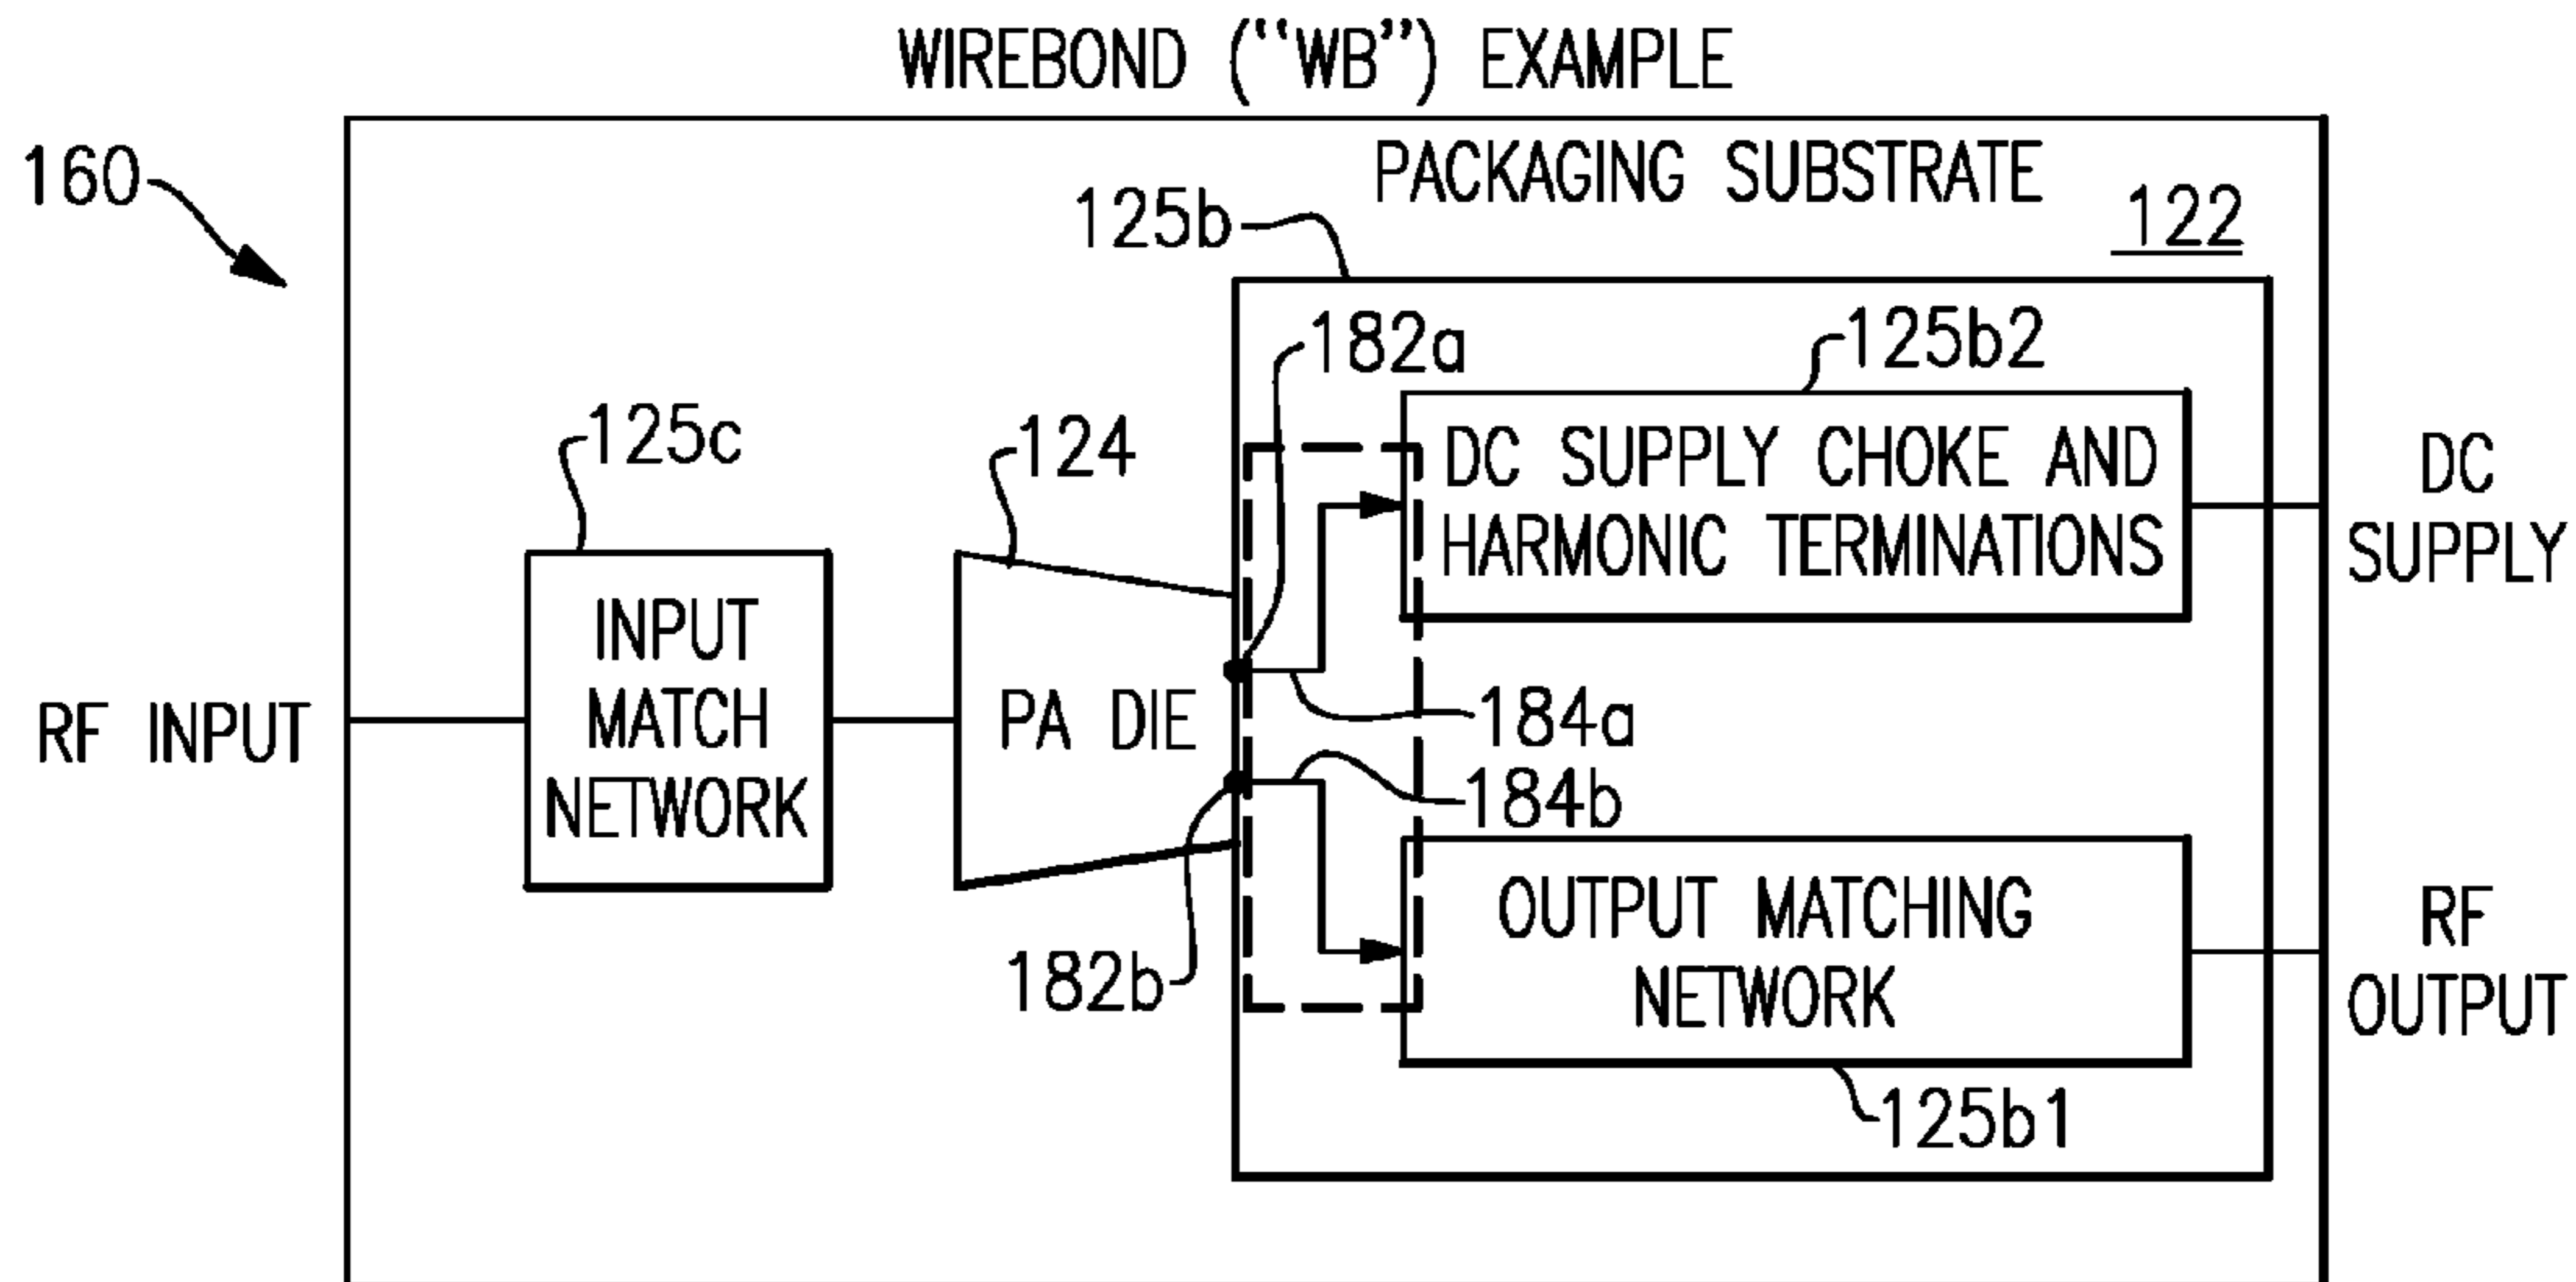 WIREBOND (“WB”) EXAMPLE
160
PACKAGING SUBSTRATE
122
125b
182a
125b2
125c
124
DC SUPPLY CHOKE AND
HARMONIC TERMINATIONS
DC
SUPPLY
INPUT
MATCH
NETWORK
RF INPUT
PA DIE
184a
184b
182b
OUTPUT MATCHING
NETWORK
RF
OUTPUT
125b1